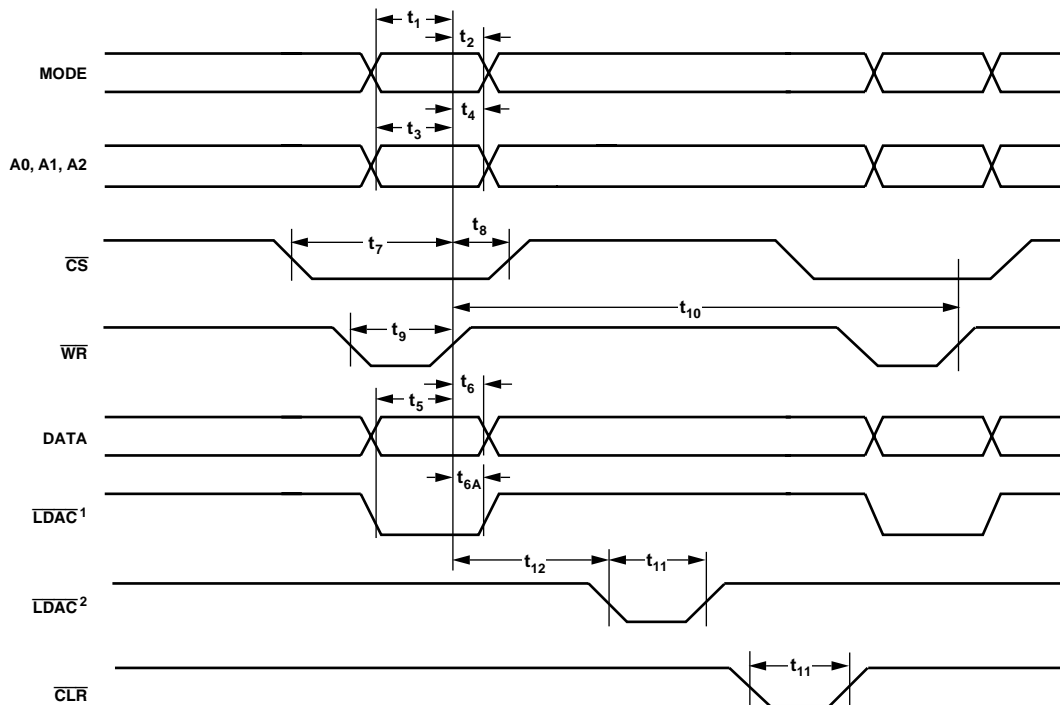 t1
t2
MODE
t4
t3
A0, A1, A2
t8
t7
CS
t10
t9
WR
t6
t5
DATA
t6A
LDAC1
t12
t11
LDAC2
t11
CLR